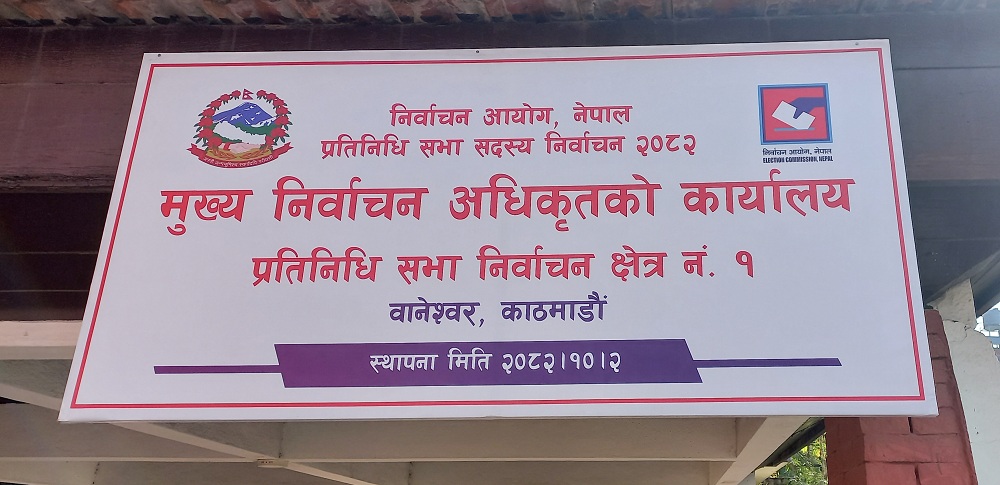 निर्वाचन आयोग, नेपाल
प्रतिनिधि सभा सदस्य निर्वाचन २०८२
निर्वाचन आयोग, नेपाल
ELECTION COMMISSION, NEPAL
मुख्य निर्वाचन अधिकृतको कार्यालय
प्रतिनिधि सभा निर्वाचन क्षेत्र नं. १
वानेश्वर, काठमाडौं
स्थापना मिति २०८२।१०।२